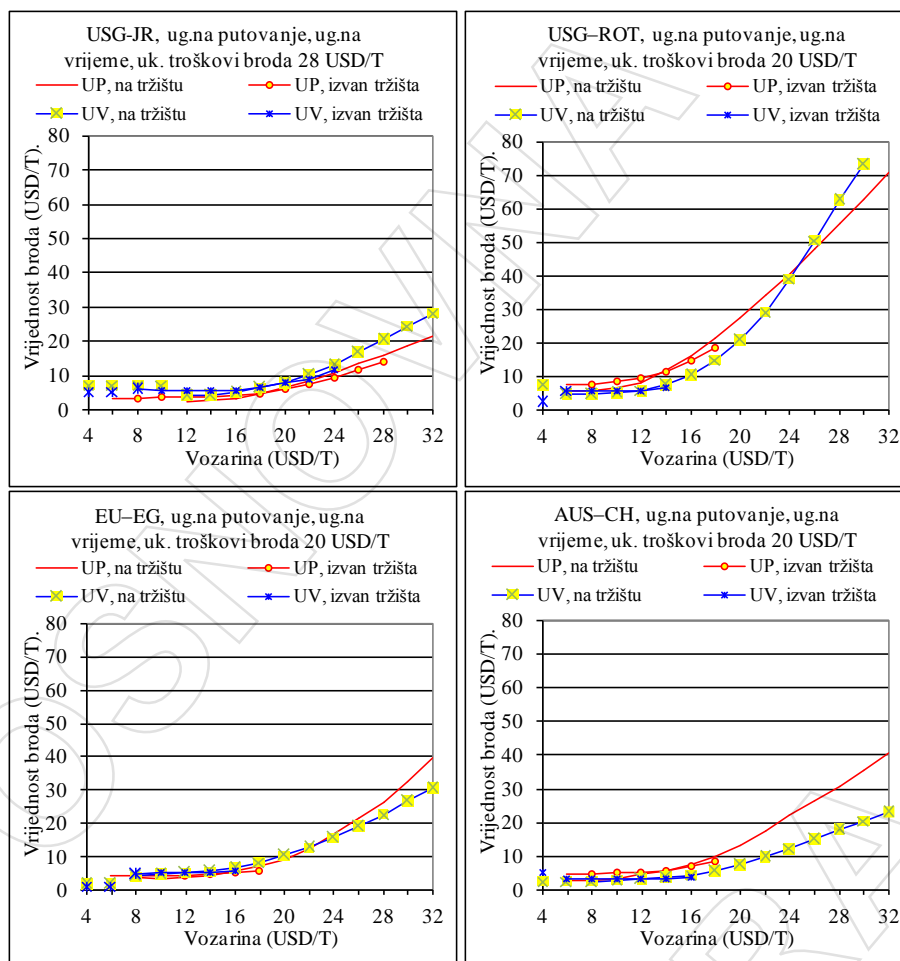 USG-JR, ug.na putovanje, ug.na
vrijeme, uk. troškovi broda 28 USD/T
UP, na tržištu UP, izvan tržišta
UV, na tržištu UV, izvan tržišta
Vrijednost broda (USD/T).
80
70
60
50
40
30
20
10
0
4 8 12 16 20 24 28 32
Vozarina (USD/T)
USG–ROT, ug.na putovanje, ug.na
vrijeme, uk. troškovi broda 20 USD/T
UP, na tržištu UP, izvan tržišta
UV, na tržištu UV, izvan tržišta
Vrijednost broda (USD/T).
80
70
60
50
40
30
20
10
0
4 8 12 16 20 24 28 32
Vozarina (USD/T)
EU–EG, ug.na putovanje, ug.na
vrijeme, uk. troškovi broda 20 USD/T
UP, na tržištu UP, izvan tržišta
UV, na tržištu UV, izvan tržišta
Vrijednost broda (USD/T).
80
70
60
50
40
30
20
10
0
4 8 12 16 20 24 28 32
Vozarina (USD/T)
AUS–CH, ug.na putovanje, ug.na
vrijeme, uk. troškovi broda 20 USD/T
UP, na tržištu UP, izvan tržišta
UV, na tržištu UV, izvan tržišta
Vrijednost broda (USD/T).
80
70
60
50
40
30
20
10
0
4 8 12 16 20 24 28 32
Vozarina (USD/T)
OSNOVNA